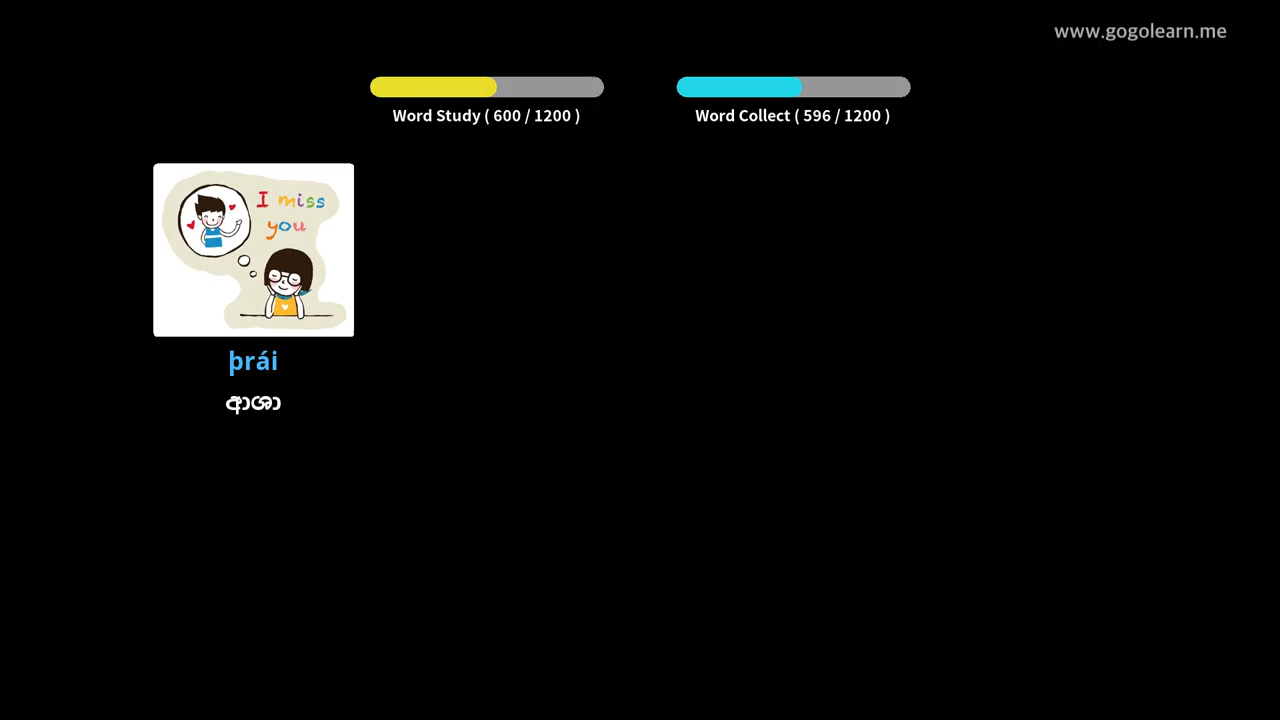 www.gogolearn.me
Word Study ( 600 / 1200 )
Word Collect ( 596 / 1200 )
I miss
you
þrái
ආශා